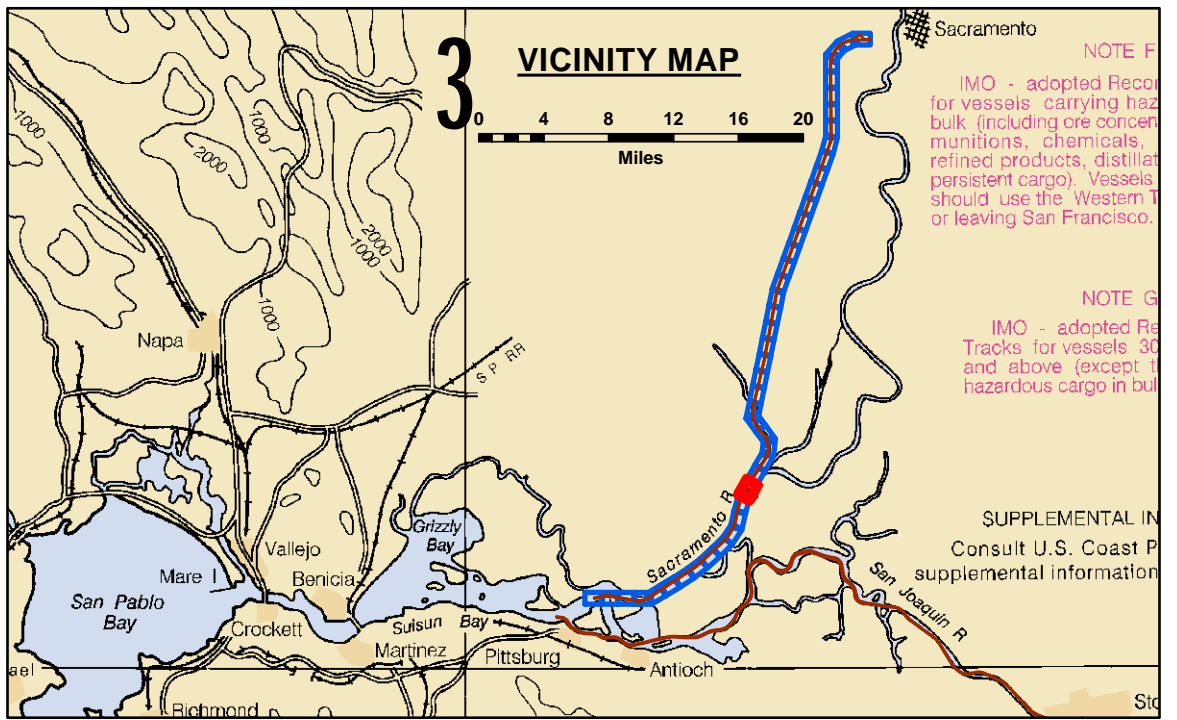 3
VICINITY MAP
0 4 8 12 16 20
Miles
Sacramento
NOTE F
IMO - adopted Recor
for vessels carrying haz
bulk (including ore concen
munitions, chemicals,
refined products, distillat
persistent cargo). Vessels
should use the Western T
or leaving San Francisco.
NOTE G
IMO - adopted Re
Tracks for vessels 30
and above (except t
hazardous cargo in bul
1000
2000
1000
2000
1000
1000
Napa
S P RR
Grizzly
Bay
Sacramento R
SUPPLEMENTAL IN
Consult U.S. Coast P
supplemental information
Vallejo
Mare I
Benicia
San Pablo
Bay
Crockett
Suisun Bay
Martinez
Pittsburg
Antioch
San Joaquin R
ael
Richmond
Sto